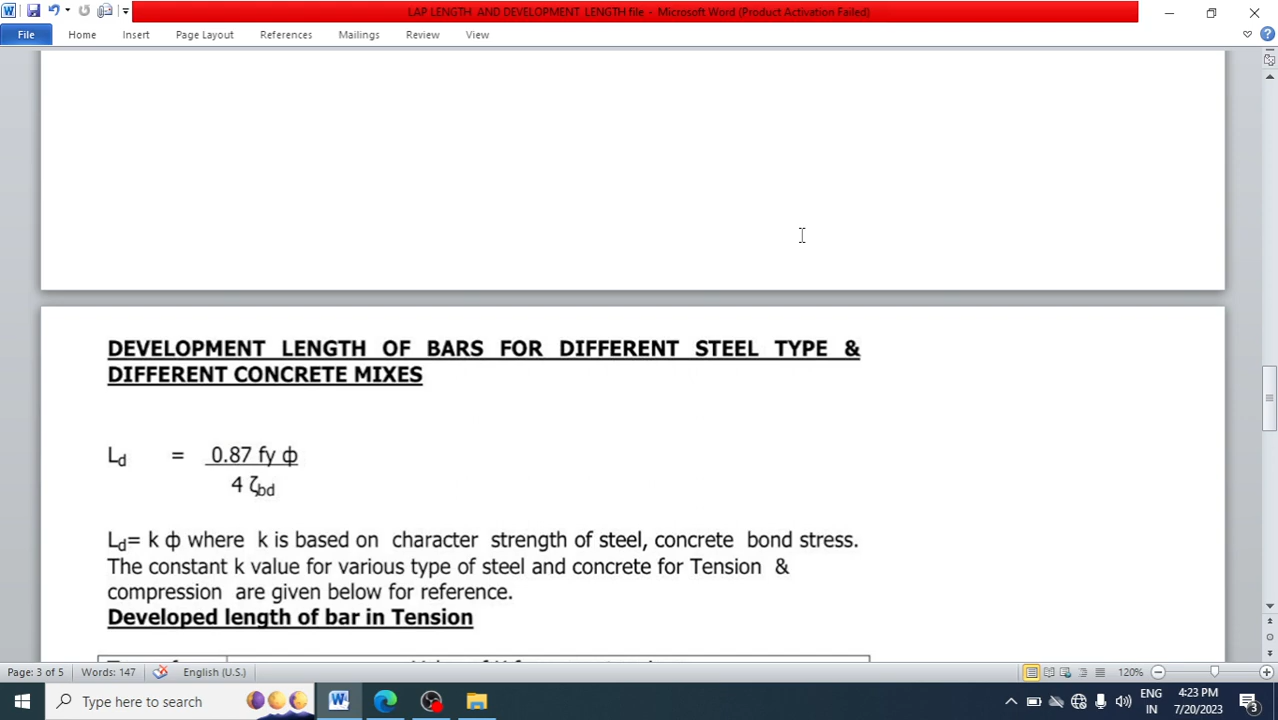 LAP LENGTH AND DEVELOPMENT LENGTH file - Microsoft Word (Product Activation Failed)
File Home Insert Page Layout References Mailings Review View
DEVELOPMENT LENGTH OF BARS FOR DIFFERENT STEEL TYPE &
DIFFERENT CONCRETE MIXES
Ld = 0.87 fy ф
4 ζbd
Ld= k ф where k is based on character strength of steel, concrete bond stress.
The constant k value for various type of steel and concrete for Tension &
compression are given below for reference.
Developed length of bar in Tension
Page: 3 of 5 Words: 147 English (U.S.) 120%
Type here to search
ENG 4:23 PM
IN 7/20/2023 3